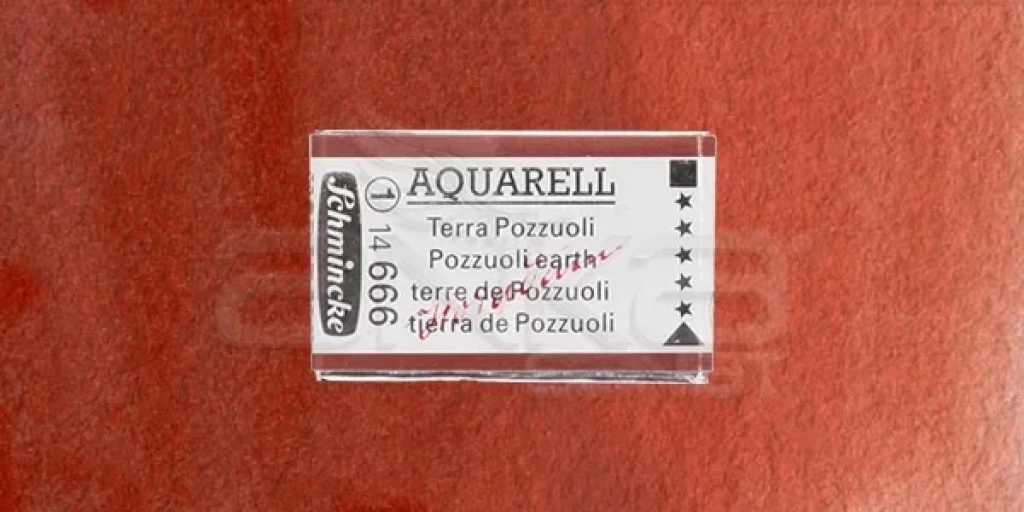 Schmincke
1
14 666
AQUARELL
Terra Pozzuoli
Pozzuoli earth
terre de Pozzuoli
tierra de Pozzuoli